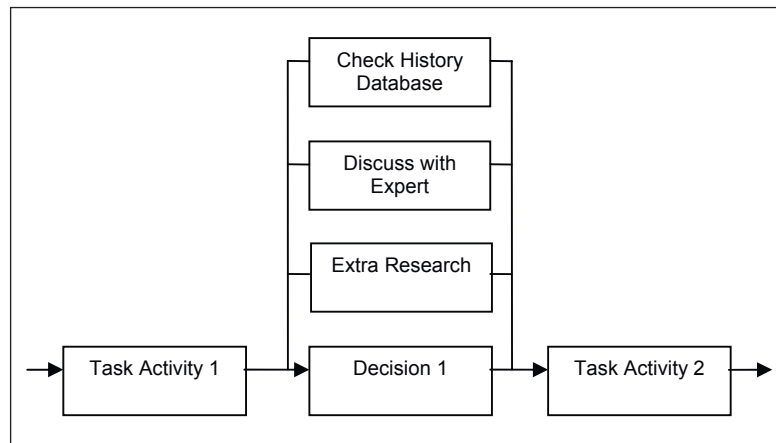 Check History
Database
Discuss with
Expert
Extra Research
Task Activity 1
Decision 1
Task Activity 2